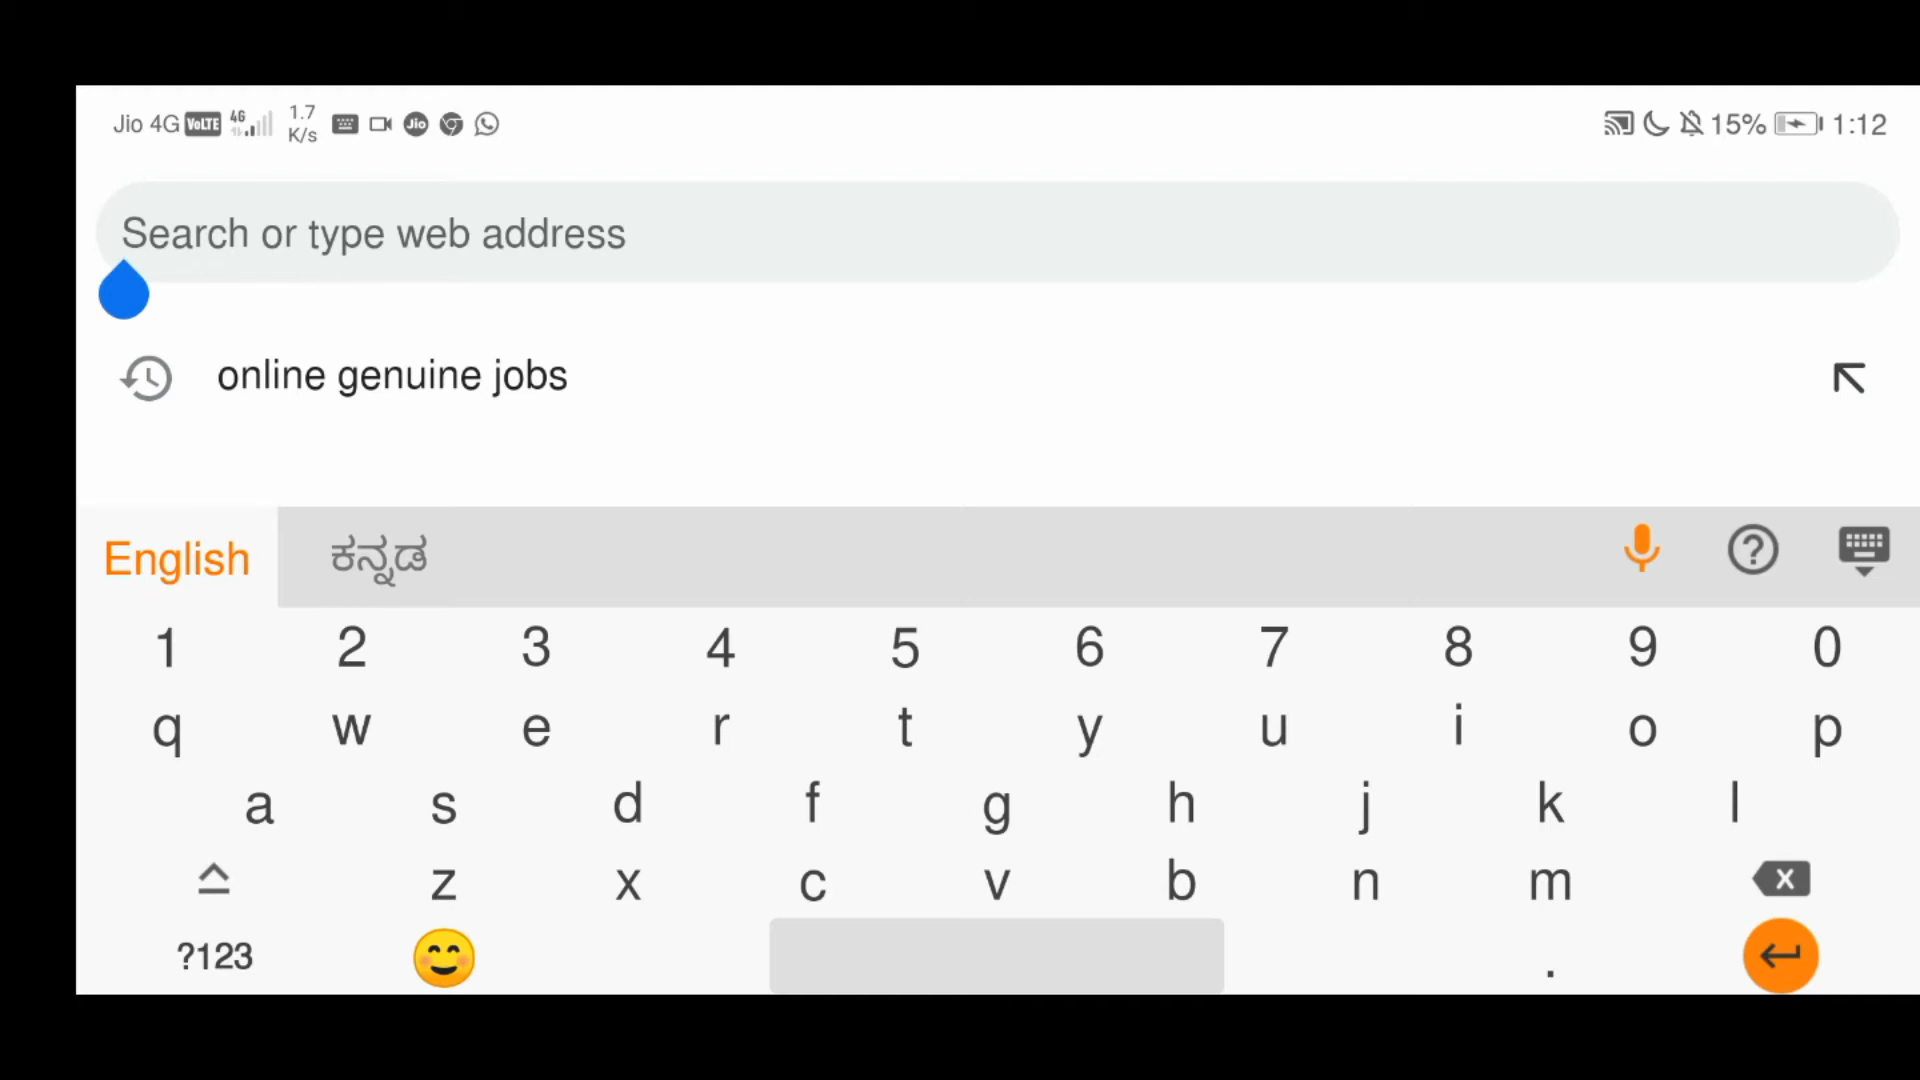 Jio 4G VoLTE 4G 1.7 K/s Jio 15% 1:12
Search or type web address
online genuine jobs
English ಕನ್ನಡ
1 2 3 4 5 6 7 8 9 0
q w e r t y u i o p
a s d f g h j k l
z x c v b n m
?123 .